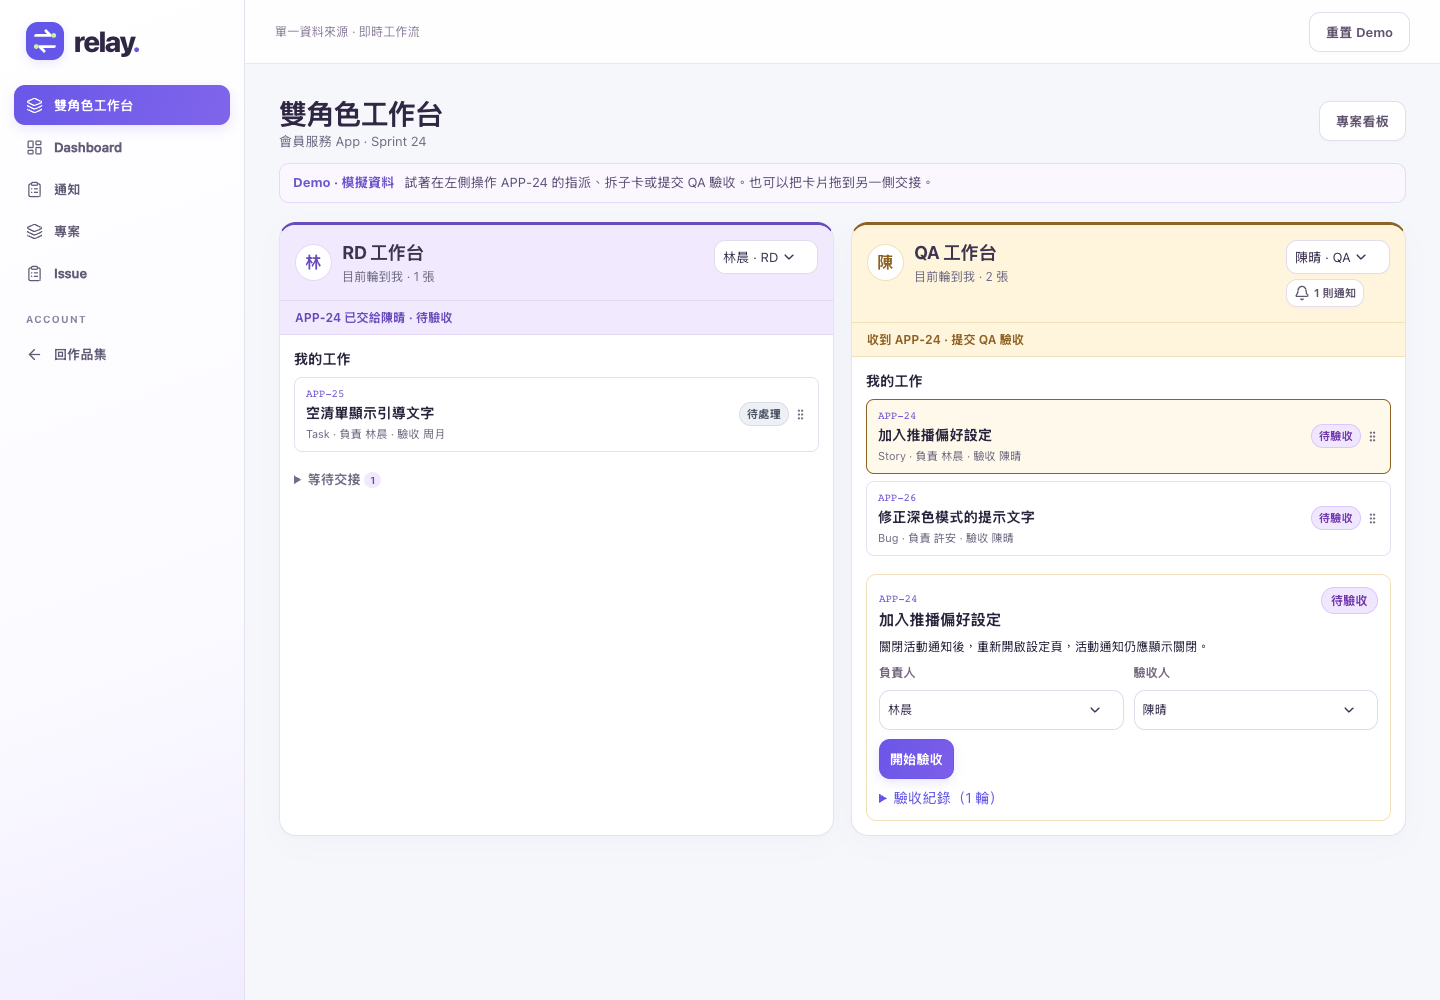 relay.
雙角色工作台
Dashboard
通知
專案
Issue
ACCOUNT
回作品集
單一資料來源 · 即時工作流
重置 Demo
雙角色工作台
會員服務 App · Sprint 24
專案看板
Demo · 模擬資料 試著在左側操作 APP-24 的指派、拆子卡或提交 QA 驗收。也可以把卡片拖到另一側交接。
林
RD 工作台
目前輪到我 · 1 張
林晨 · RD
APP-24 已交給陳晴 · 待驗收
我的工作
APP-25
空清單顯示引導文字
Task · 負責 林晨 · 驗收 周月
待處理
等待交接 1
陳
QA 工作台
目前輪到我 · 2 張
陳晴 · QA
1 則通知
收到 APP-24 · 提交 QA 驗收
我的工作
APP-24
加入推播偏好設定
Story · 負責 林晨 · 驗收 陳晴
待驗收
APP-26
修正深色模式的提示文字
Bug · 負責 許安 · 驗收 陳晴
待驗收
APP-24
加入推播偏好設定
待驗收
關閉活動通知後，重新開啟設定頁，活動通知仍應顯示關閉。
負責人
驗收人
林晨
陳晴
開始驗收
驗收紀錄（1 輪）